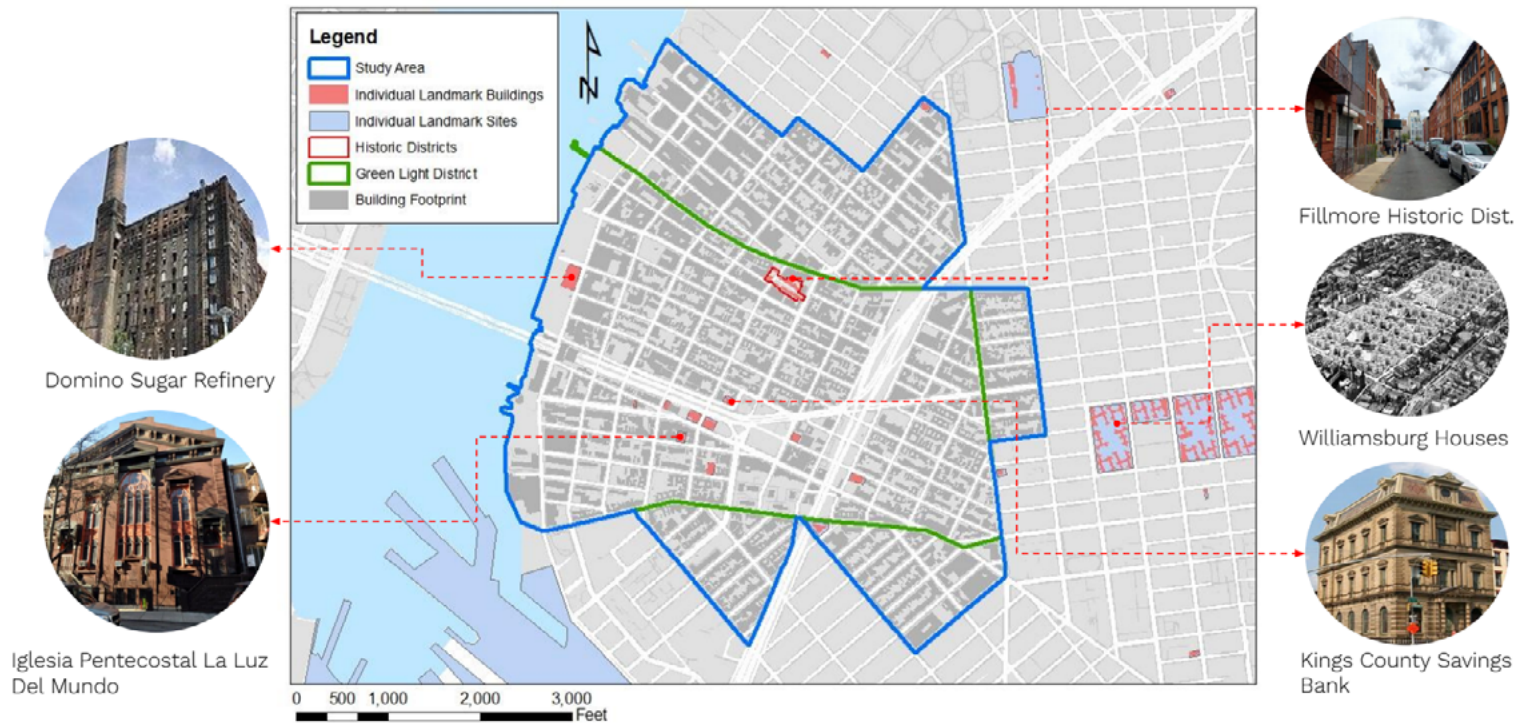 Legend
Study Area
Individual Landmark Buildings
Individual Landmark Sites
Historic Districts
Green Light District
Building Footprint
N
Domino Sugar Refinery
Iglesia Pentecostal La Luz
Del Mundo
Fillmore Historic Dist.
Williamsburg Houses
Kings County Savings
Bank
0 500 1,000 2,000 3,000
Feet